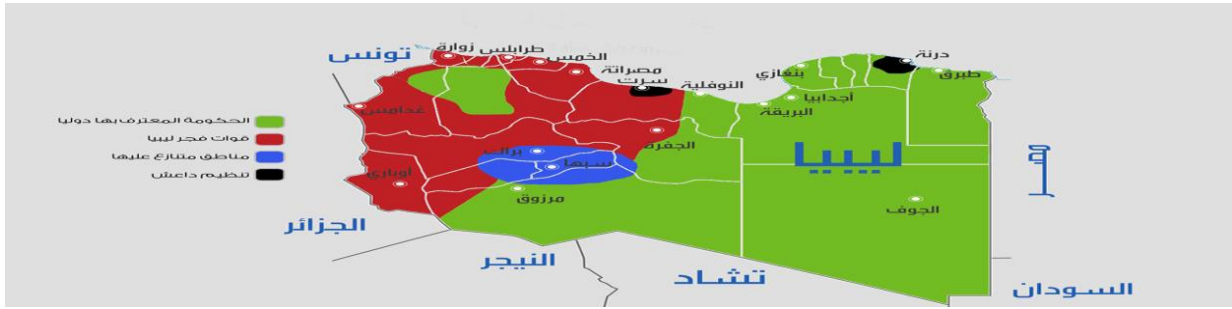 تونس
زوارة
طرابلس
الخمس
مصراتة
سرت
النوفلية
بنغازي
درنة
طبرق
أجدابيا
البريقة
غدامس
الجفرة
براك
سبها
أوباري
مرزوق
الجوف
ليبيا
مصر
الجزائر
النيجر
تشاد
السودان
الحكومة المعترف بها دوليا
قوات فجر ليبيا
مناطق متنازع عليها
تنظيم داعش